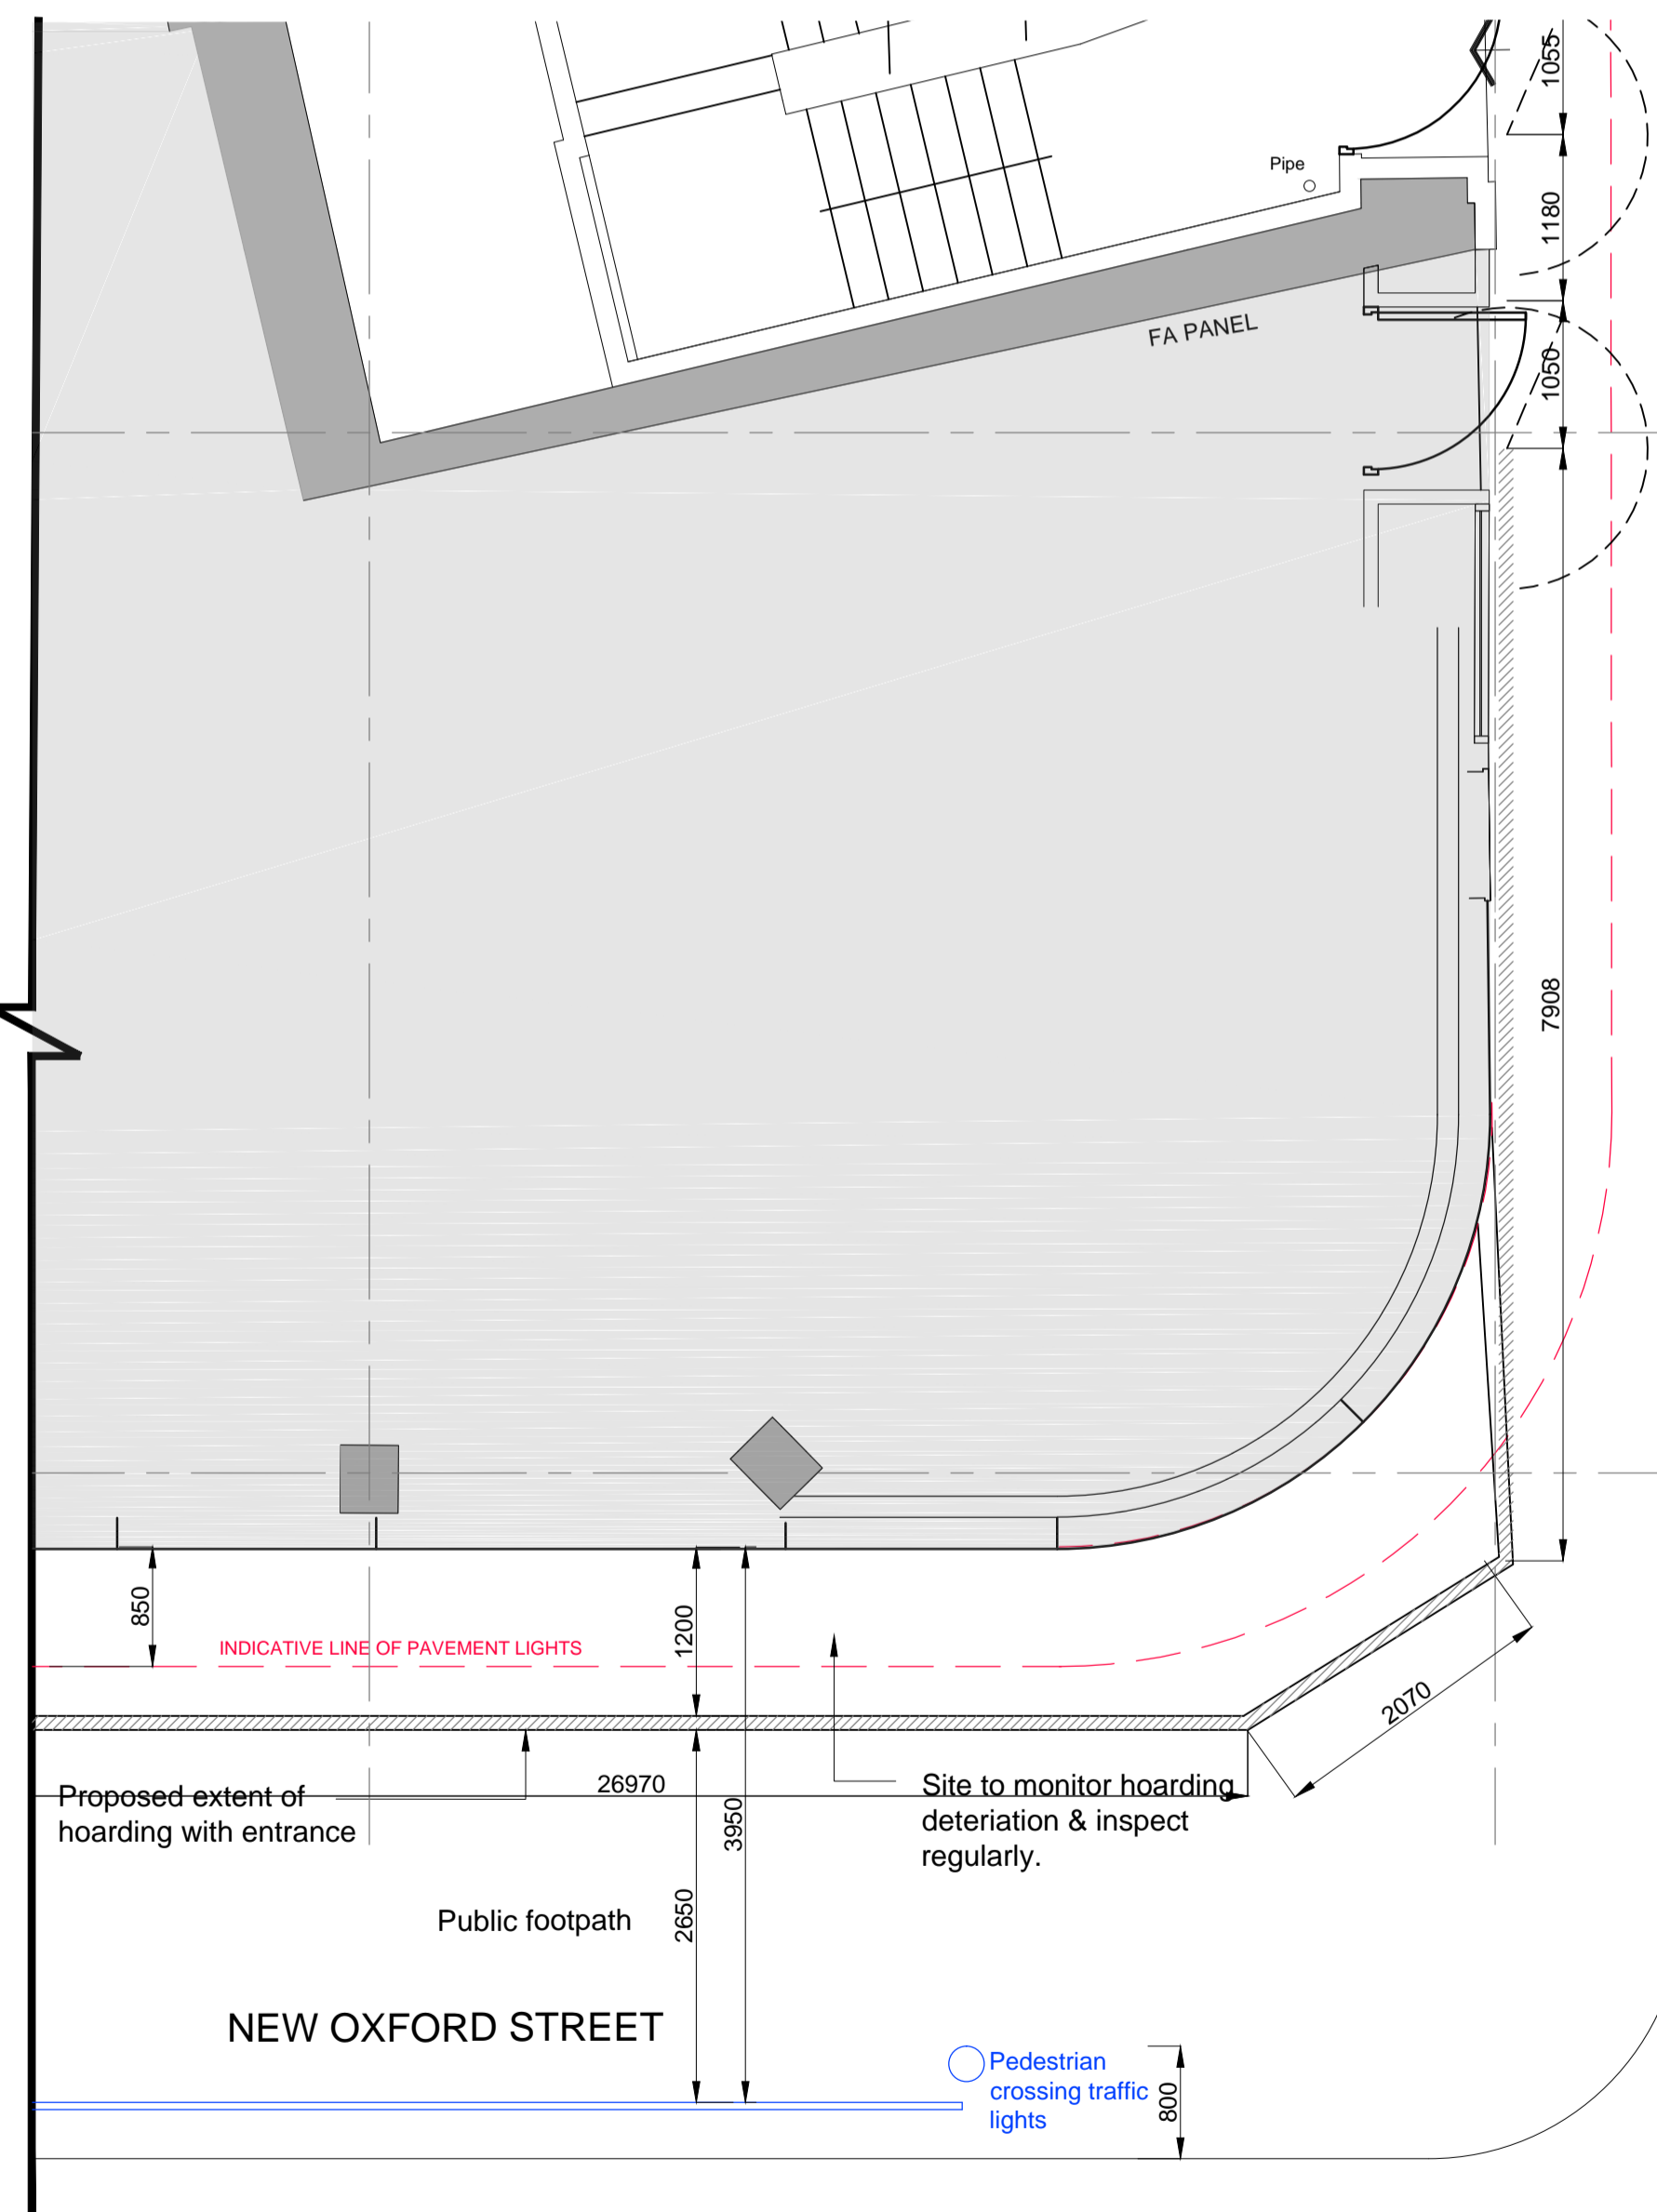 1055
Pipe
1180
FA PANEL
1050
7908
850
1200
INDICATIVE LINE OF PAVEMENT LIGHTS
2070
26970
Proposed extent of
hoarding with entrance
3950
Site to monitor hoarding
deteriation & inspect
regularly.
2650
Public footpath
NEW OXFORD STREET
Pedestrian
crossing traffic
lights
800